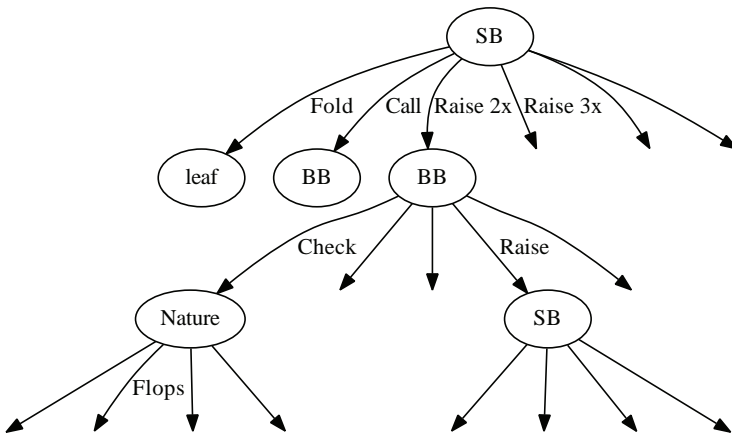 SB
Fold
Call
Raise 2x
Raise 3x
leaf
BB
BB
Check
Raise
Nature
SB
Flops